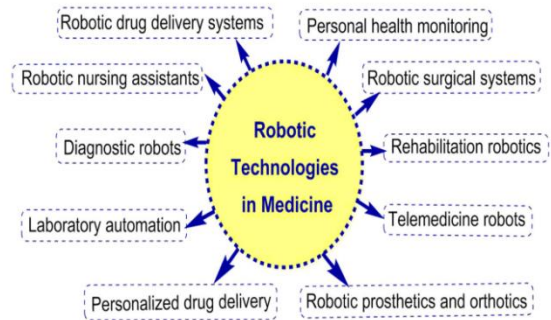 Robotic drug delivery systems
Personal health monitoring
Robotic nursing assistants
Robotic surgical systems
Diagnostic robots
Robotic
Technologies
in Medicine
Rehabilitation robotics
Laboratory automation
Telemedicine robots
Personalized drug delivery
Robotic prosthetics and orthotics